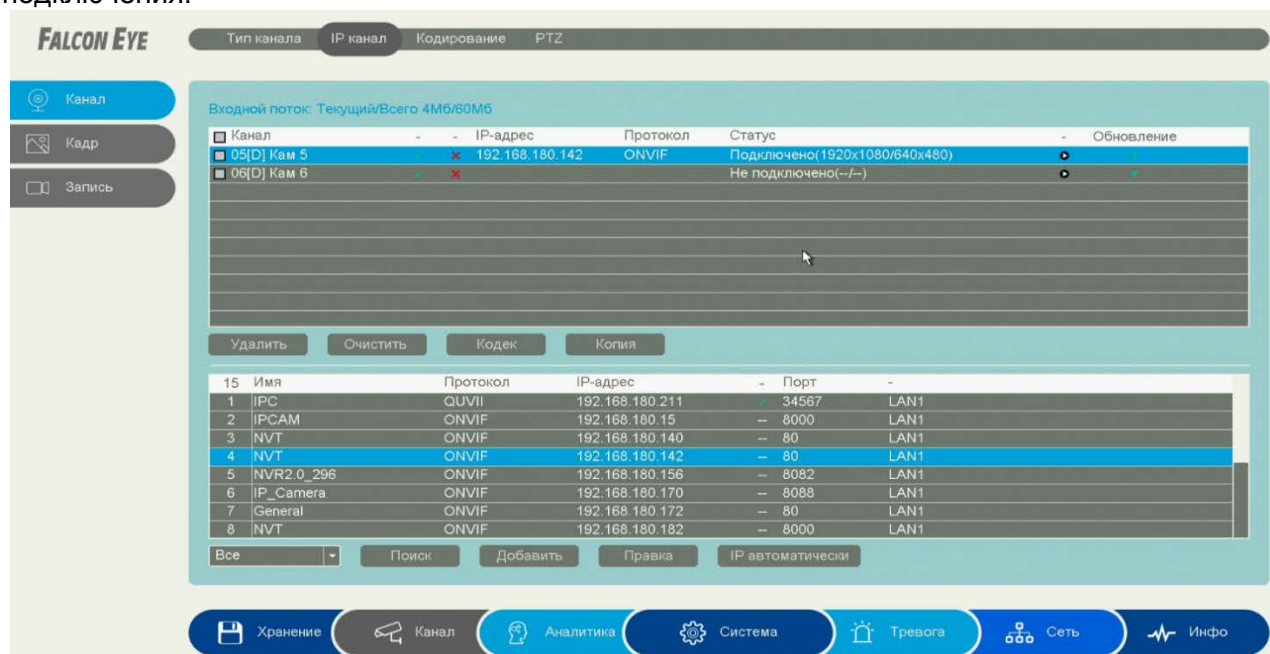 подключения.
FALCON EYE
Тип канала IP канал Кодирование PTZ
Канал
Кадр
Запись
Входной поток: Текущий/Всего 4Мб/60Мб
Канал - - IP-адрес Протокол Статус - Обновление
05[D] Кам 5 192.168.180.142 ONVIF Подключено(1920x1080/640x480)
06[D] Кам 6 Не подключено(--/--)
Удалить Очистить Кодек Копия
15 Имя Протокол IP-адрес - Порт -
1 IPC QUVII 192.168.180.211 34567 LAN1
2 IPCAM ONVIF 192.168.180.15 -- 8000 LAN1
3 NVT ONVIF 192.168.180.140 -- 80 LAN1
4 NVT ONVIF 192.168.180.142 -- 80 LAN1
5 NVR2.0_296 ONVIF 192.168.180.156 -- 8082 LAN1
6 IP_Camera ONVIF 192.168.180.170 -- 8088 LAN1
7 General ONVIF 192.168.180.172 -- 80 LAN1
8 NVT ONVIF 192.168.180.182 -- 8000 LAN1
Все Поиск Добавить Правка IP автоматически
Хранение Канал Аналитика Система Тревога Сеть Инфо